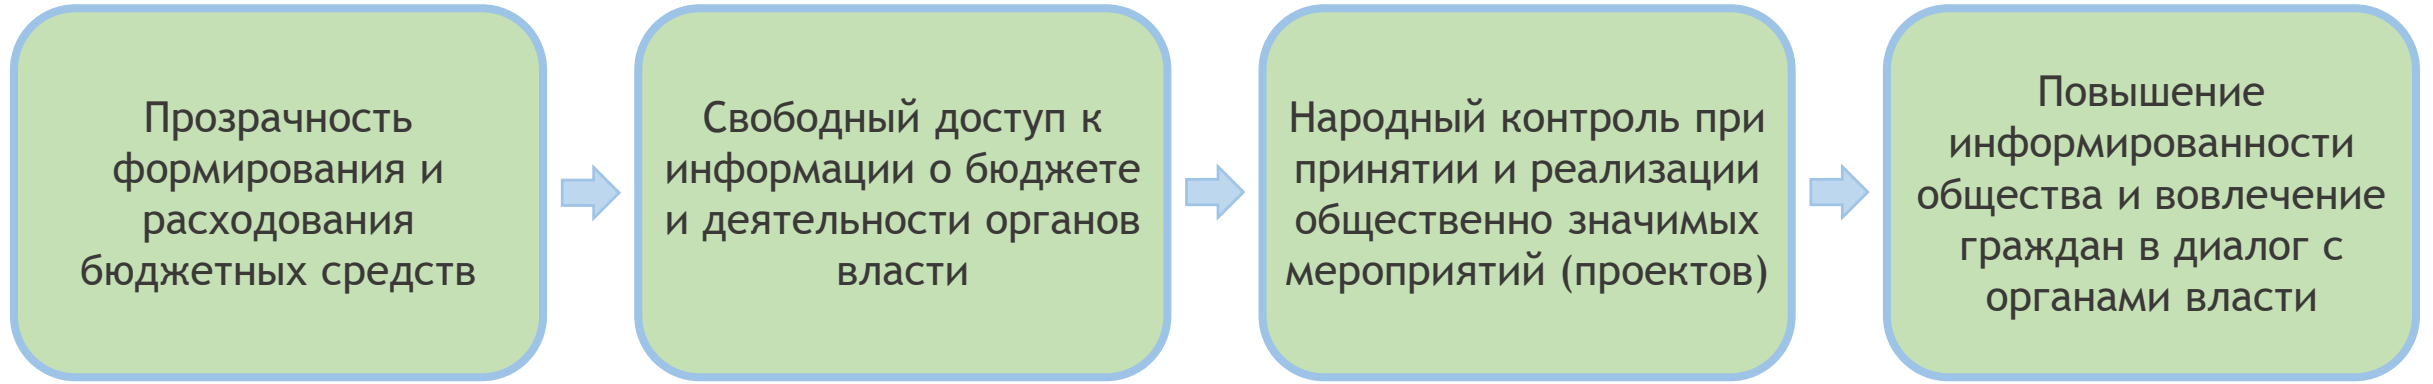 Прозрачность
формирования и
расходования
бюджетных средств
Свободный доступ к
информации о бюджете
и деятельности органов
власти
Народный контроль при
принятии и реализации
общественно значимых
мероприятий (проектов)
Повышение
информированности
общества и вовлечение
граждан в диалог с
органами власти